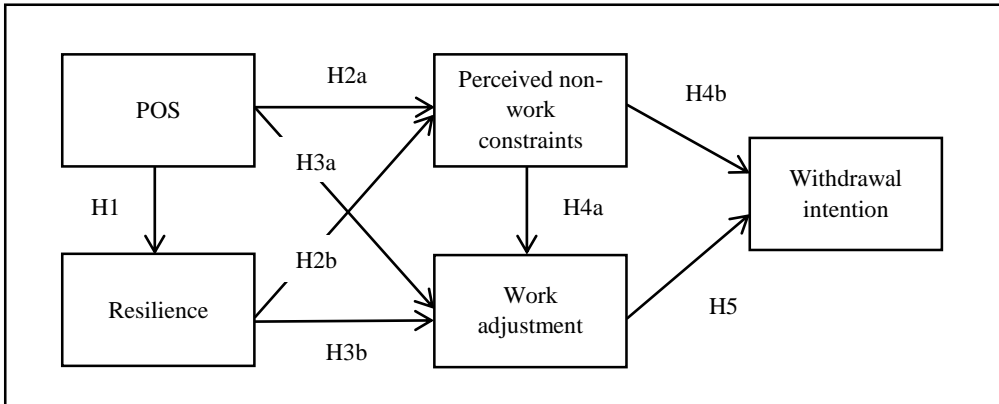 POS
H2a
Perceived non-
work
constraints
H4b
H3a
Withdrawal
intention
H1
H4a
H2b
Resilience
Work
adjustment
H5
H3b